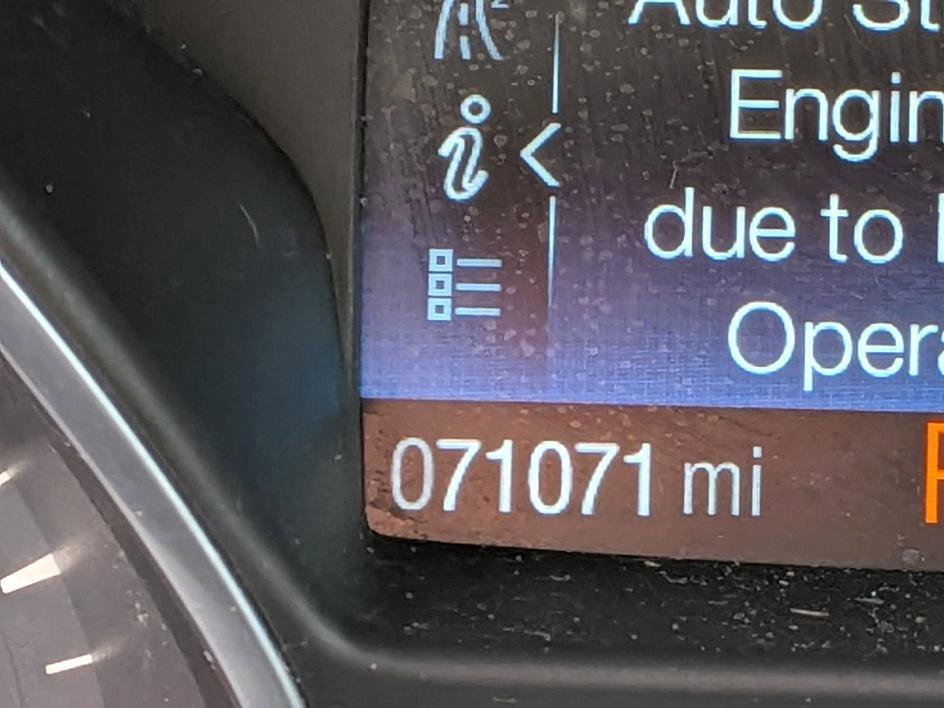 Auto St
Engin
due to
Opera
071071 mi